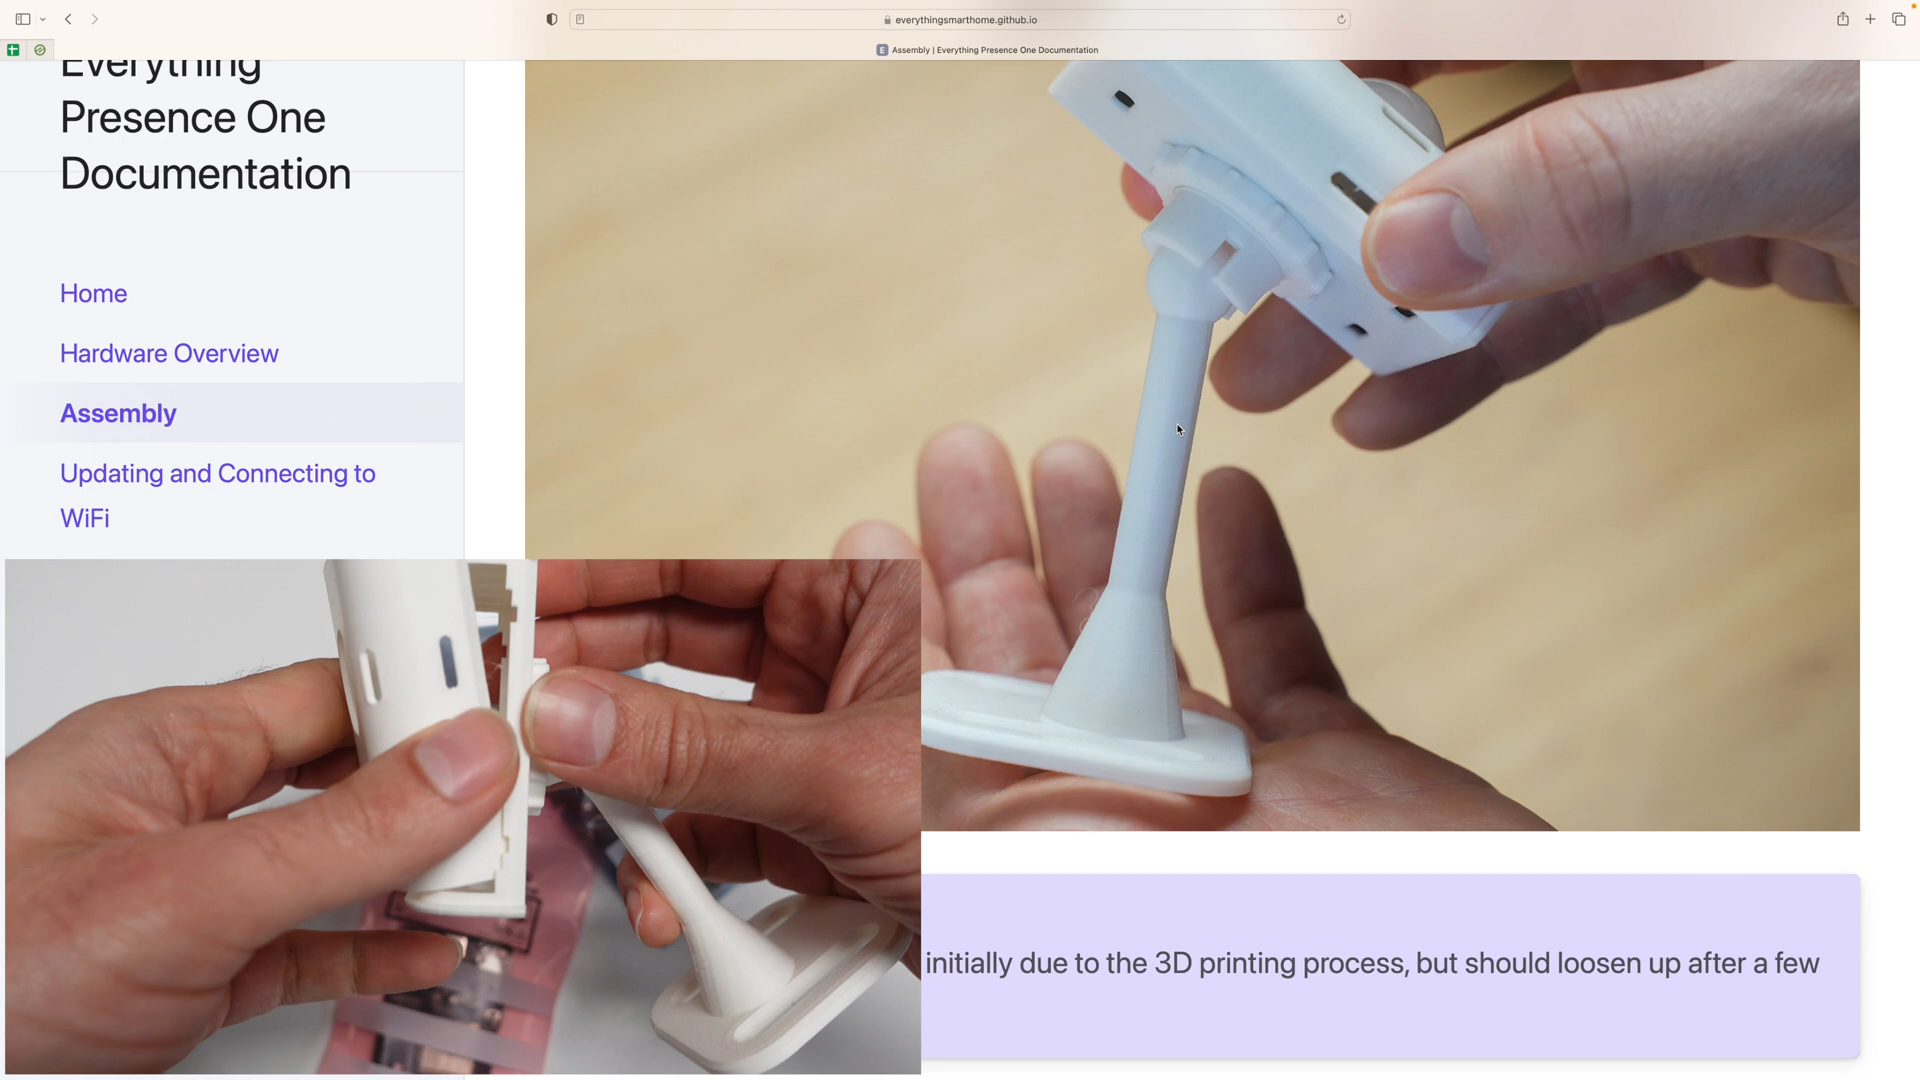 everythingsmarthome.github.io
Assembly | Everything Presence One Documentation
Everything
Presence One
Documentation
Home
Hardware Overview
Assembly
Updating and Connecting to
WiFi
initially due to the 3D printing process, but should loosen up after a few